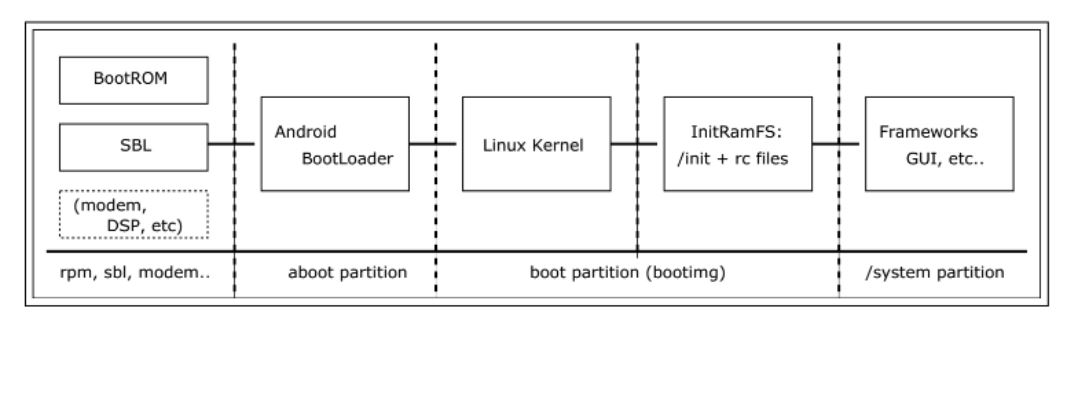 BootROM
SBL
(modem,
DSP, etc)
Android
BootLoader
Linux Kernel
InitRamFS:
/init + rc files
Frameworks
GUI, etc..
rpm, sbl, modem..
aboot partition
boot partition (bootimg)
/system partition